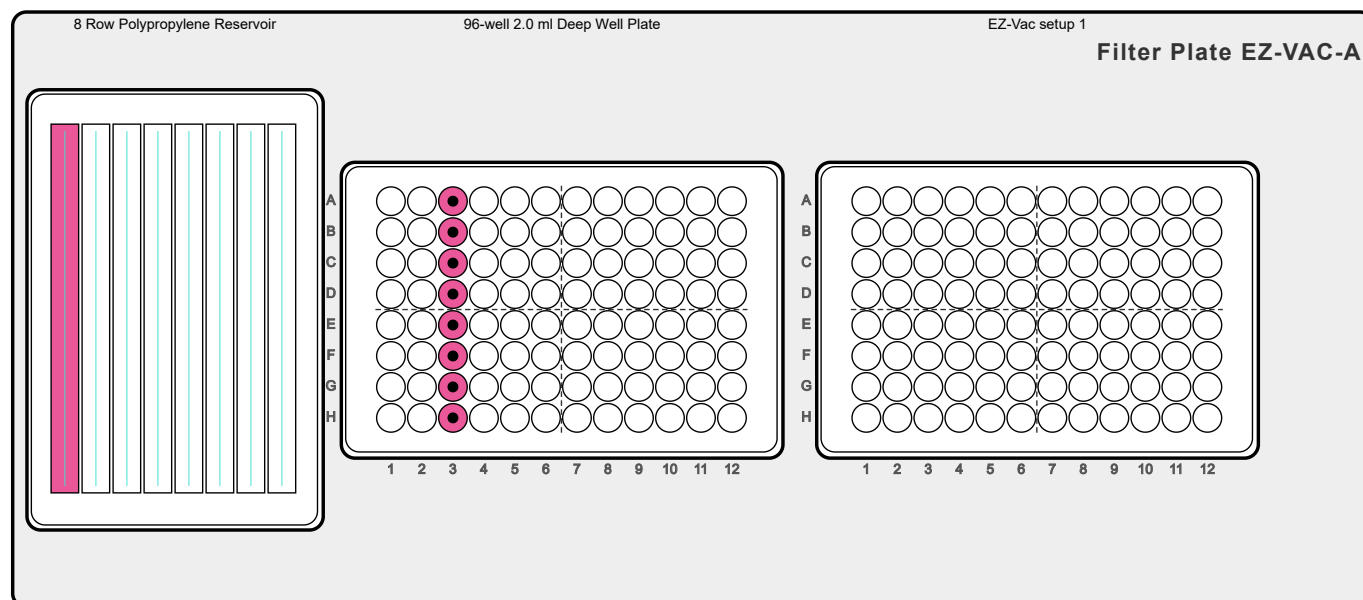 8 Row Polypropylene Reservoir
96-well 2.0 ml Deep Well Plate
EZ-Vac setup 1
Filter Plate EZ-VAC-A
A
B
C
D
E
F
G
H
1 2 3 4 5 6 7 8 9 10 11 12
A
B
C
D
E
F
G
H
1 2 3 4 5 6 7 8 9 10 11 12